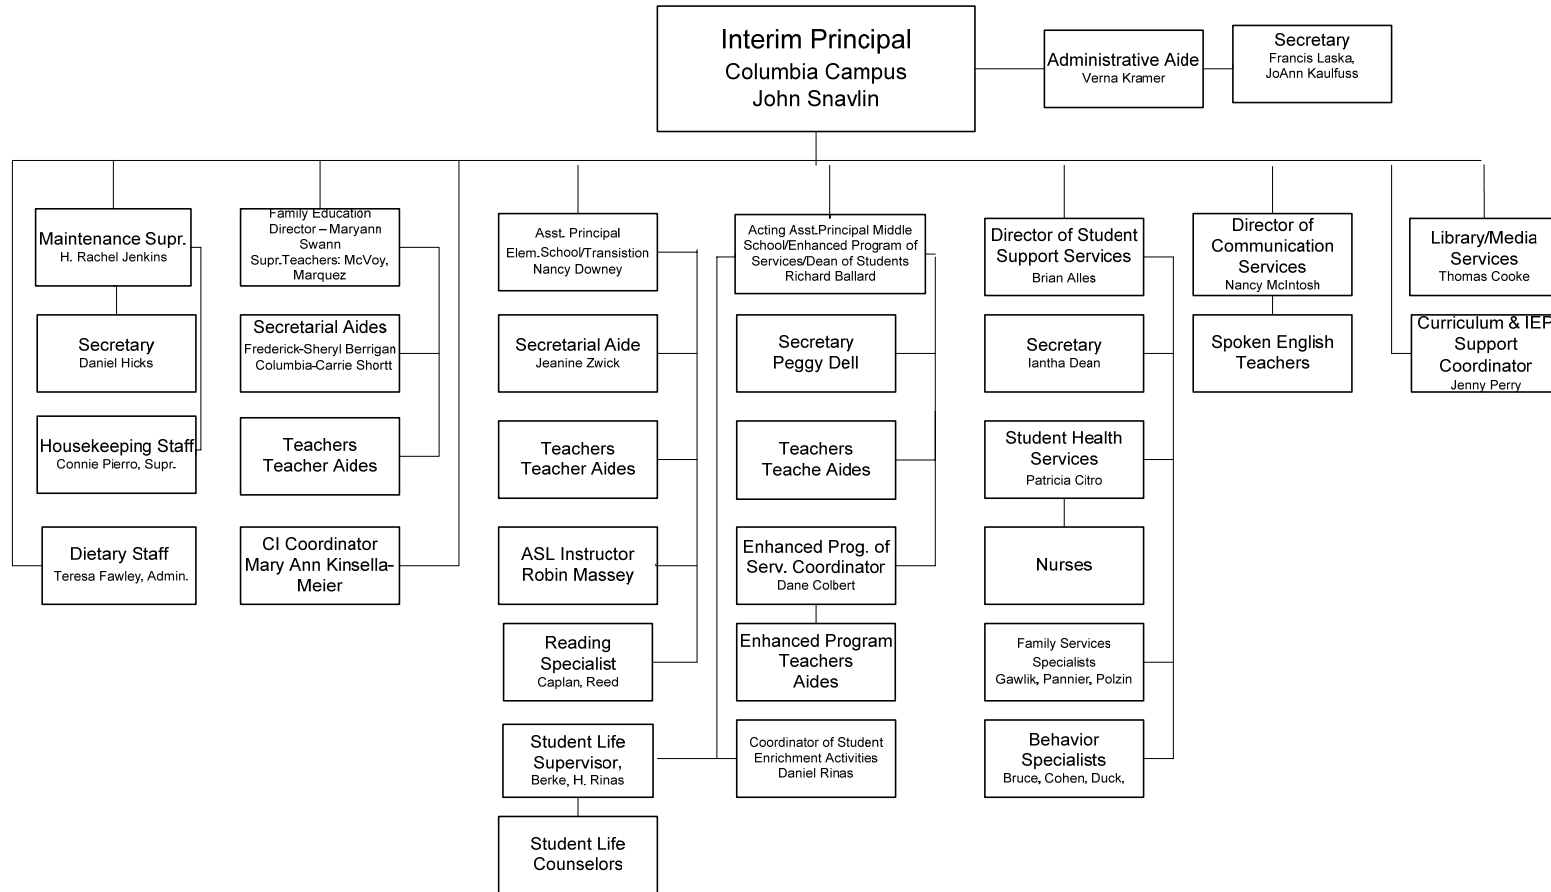 Interim Principal
Columbia Campus
John Snavlin
Administrative Aide
Verna Kramer
Secretary
Francis Laska,
JoAnn Kaulfuss
Maintenance Supr.
H. Rachel Jenkins
Secretary
Daniel Hicks
Housekeeping Staff
Connie Pierro, Supr.
Dietary Staff
Teresa Fawley, Admin.
Family Education
Director – Maryann
Swann
Supr.Teachers: McVoy,
Marquez
Secretarial Aides
Frederick-Sheryl Berrigan
Columbia-Carrie Shortt
Teachers
Teacher Aides
CI Coordinator
Mary Ann Kinsella-
Meier
Asst. Principal
Elem.School/Transistion
Nancy Downey
Secretarial Aide
Jeanine Zwick
Teachers
Teacher Aides
ASL Instructor
Robin Massey
Reading
Specialist
Caplan, Reed
Student Life
Supervisor,
Berke, H. Rinas
Student Life
Counselors
Acting Asst.Principal Middle
School/Enhanced Program of
Services/Dean of Students
Richard Ballard
Secretary
Peggy Dell
Teachers
Teache Aides
Enhanced Prog. of
Serv. Coordinator
Dane Colbert
Enhanced Program
Teachers
Aides
Coordinator of Student
Enrichment Activities
Daniel Rinas
Director of Student
Support Services
Brian Alles
Secretary
Iantha Dean
Student Health
Services
Patricia Citro
Nurses
Family Services
Specialists
Gawlik, Pannier, Polzin
Behavior
Specialists
Bruce, Cohen, Duck,
Director of
Communication
Services
Nancy McIntosh
Spoken English
Teachers
Library/Media
Services
Thomas Cooke
Curriculum & IEP
Support
Coordinator
Jenny Perry